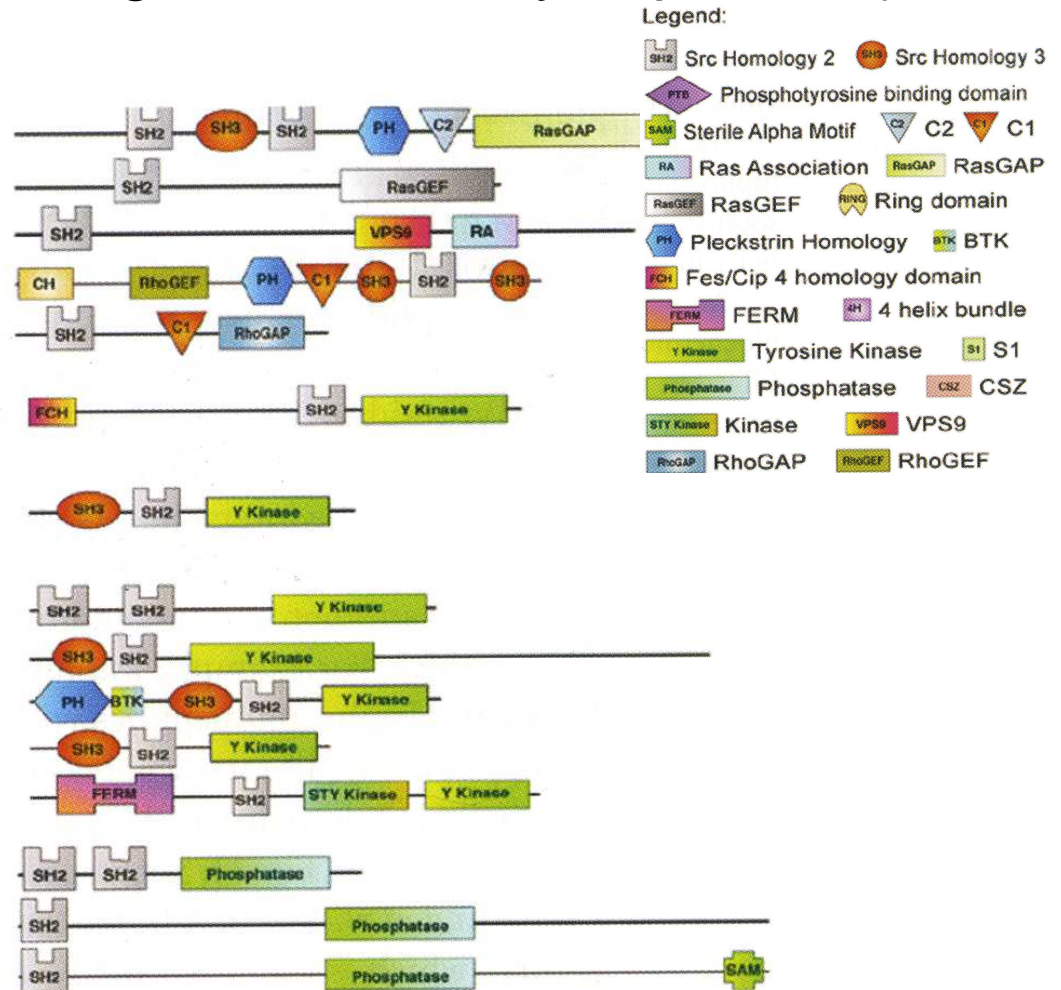 Legend:
SH2 Src Homology 2 SH3 Src Homology 3
PTB Phosphotyrosine binding domain
SAM Sterile Alpha Motif C2 C2 C1 C1
RA Ras Association RasGAP RasGAP
RasGEF RasGEF RING Ring domain
PH Pleckstrin Homology BTK BTK
FCH Fes/Cip 4 homology domain
FERM FERM 4H 4 helix bundle
Y Kinase Tyrosine Kinase S1 S1
Phosphatase Phosphatase CSZ CSZ
STY Kinase Kinase VPS9 VPS9
RhoGAP RhoGAP RhoGEF RhoGEF
SH2 SH3 SH2 PH C2 RasGAP
SH2 RasGEF
SH2 VPS9 RA
CH RhoGEF PH C1 SH3 SH2 SH3
SH2 C1 RhoGAP
FCH SH2 Y Kinase
SH3 SH2 Y Kinase
SH2 SH2 Y Kinase
SH3 SH2 Y Kinase
PH BTK SH3 SH2 Y Kinase
SH3 SH2 Y Kinase
FERM SH2 STY Kinase Y Kinase
SH2 SH2 Phosphatase
SH2 Phosphatase
SH2 Phosphatase SAM